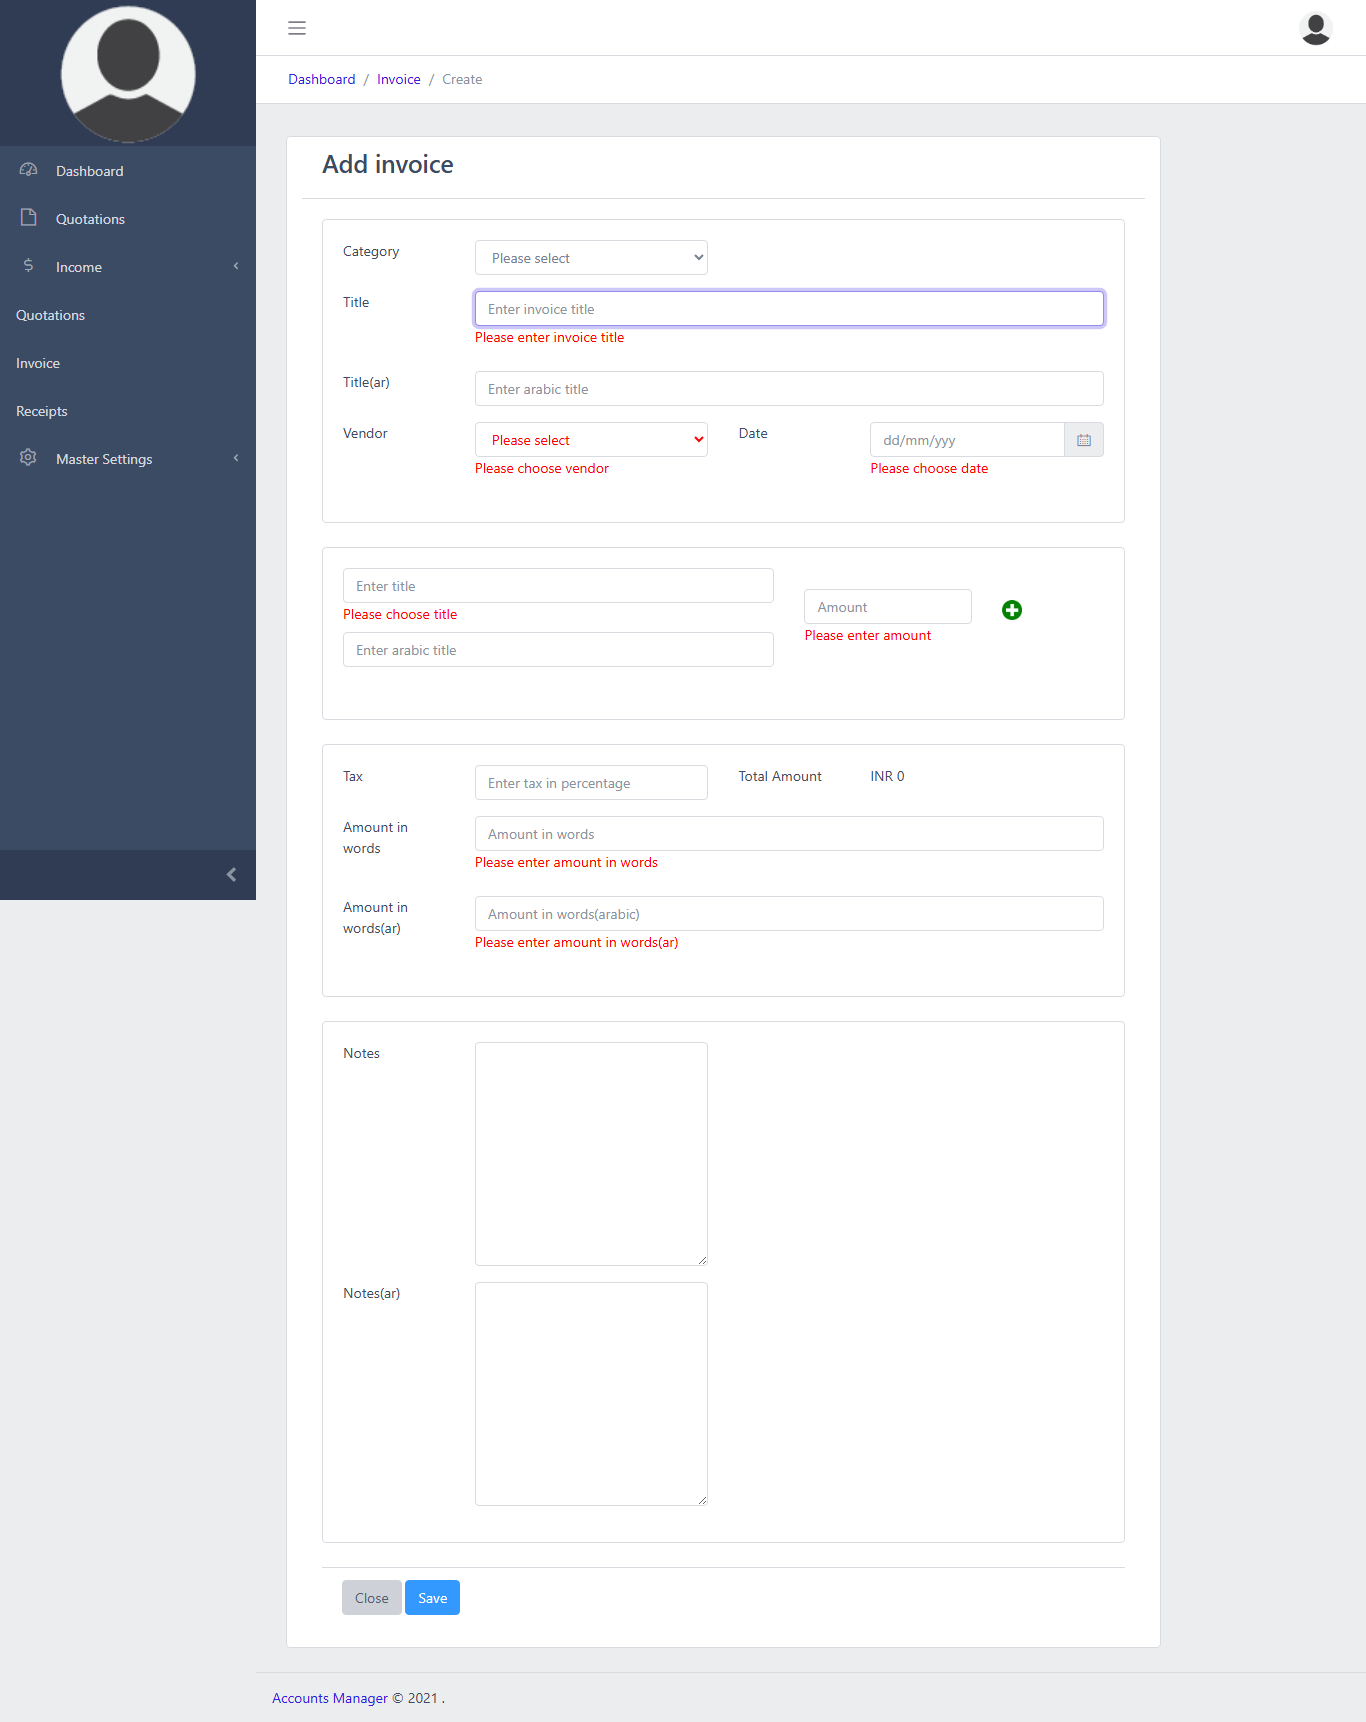 Dashboard / Invoice / Create
Dashboard
Quotations
Income
Quotations
Invoice
Receipts
Master Settings
Add invoice
Category
Please select
Title
Enter invoice title
Please enter invoice title
Title(ar)
Enter arabic title
Vendor
Please select
Please choose vendor
Date
dd/mm/yyy
Please choose date
Enter title
Please choose title
Enter arabic title
Amount
Please enter amount
Tax
Enter tax in percentage
Total Amount
INR 0
Amount in
words
Amount in words
Please enter amount in words
Amount in
words(ar)
Amount in words(arabic)
Please enter amount in words(ar)
Notes
Notes(ar)
Close
Save
Accounts Manager © 2021 .